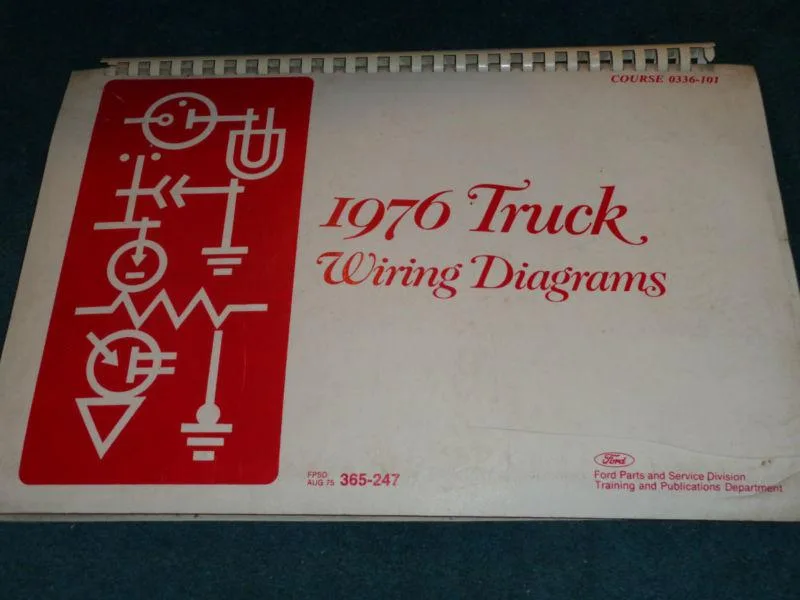 COURSE 0336-101
1976 Truck
Wiring Diagrams
FPSD
AUG 75 365-247
Ford
Ford Parts and Service Division
Training and Publications Department